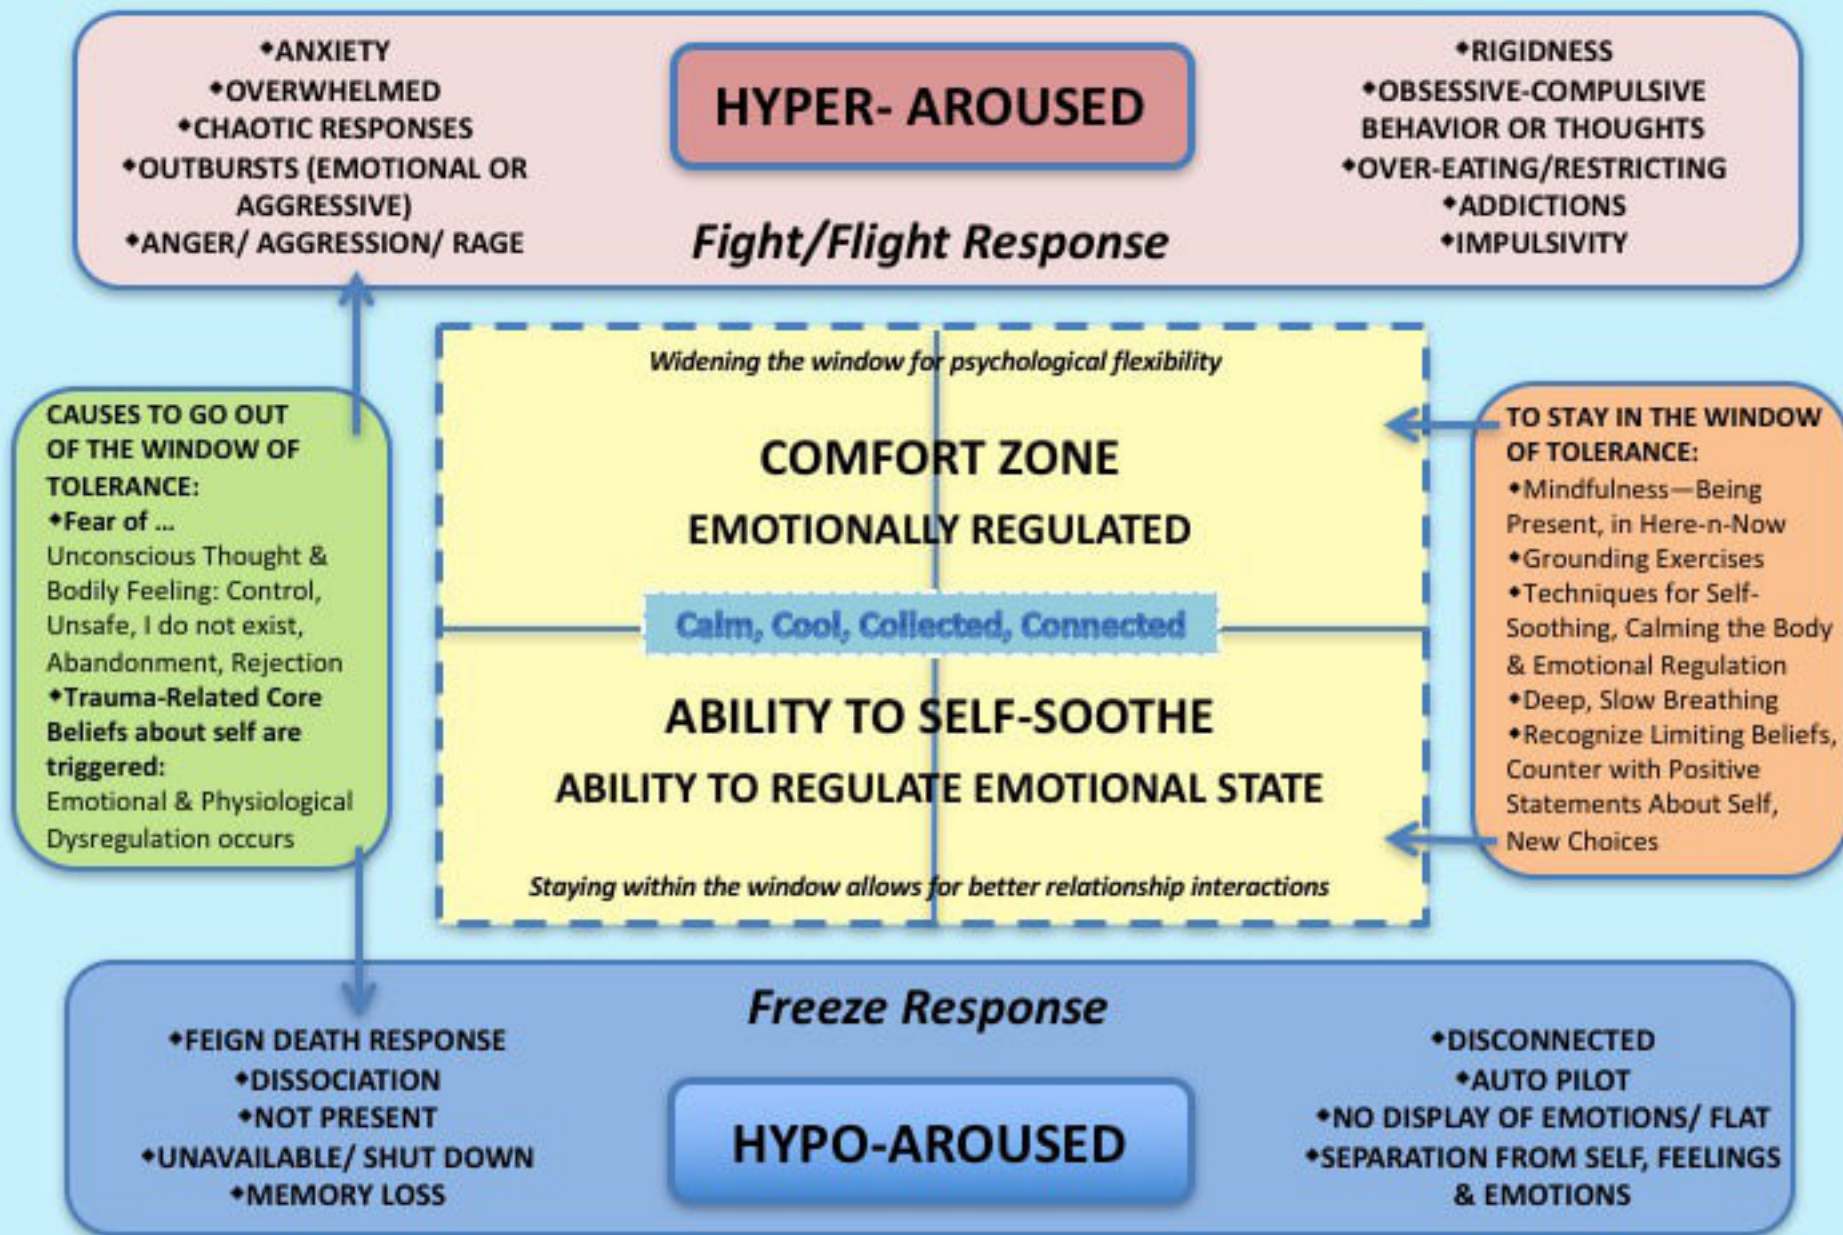 ◆ANXIETY
◆OVERWHELMED
◆CHAOTIC RESPONSES
◆OUTBURSTS (EMOTIONAL OR
AGGRESSIVE)
◆ANGER/ AGGRESSION/ RAGE
HYPER- AROUSED
Fight/Flight Response
◆RIGIDNESS
◆OBSESSIVE-COMPULSIVE
BEHAVIOR OR THOUGHTS
◆OVER-EATING/RESTRICTING
◆ADDICTIONS
◆IMPULSIVITY
CAUSES TO GO OUT
OF THE WINDOW OF
TOLERANCE:
◆Fear of ...
Unconscious Thought &
Bodily Feeling: Control,
Unsafe, I do not exist,
Abandonment, Rejection
◆Trauma-Related Core
Beliefs about self are
triggered:
Emotional & Physiological
Dysregulation occurs
Widening the window for psychological flexibility
COMFORT ZONE
EMOTIONALLY REGULATED
Calm, Cool, Collected, Connected
ABILITY TO SELF-SOOTHE
ABILITY TO REGULATE EMOTIONAL STATE
Staying within the window allows for better relationship interactions
TO STAY IN THE WINDOW
OF TOLERANCE:
◆Mindfulness—Being
Present, in Here-n-Now
◆Grounding Exercises
◆Techniques for Self-
Soothing, Calming the Body
& Emotional Regulation
◆Deep, Slow Breathing
◆Recognize Limiting Beliefs,
Counter with Positive
Statements About Self,
New Choices
Freeze Response
◆FEIGN DEATH RESPONSE
◆DISSOCIATION
◆NOT PRESENT
◆UNAVAILABLE/ SHUT DOWN
◆MEMORY LOSS
HYPO-AROUSED
◆DISCONNECTED
◆AUTO PILOT
◆NO DISPLAY OF EMOTIONS/ FLAT
◆SEPARATION FROM SELF, FEELINGS
& EMOTIONS